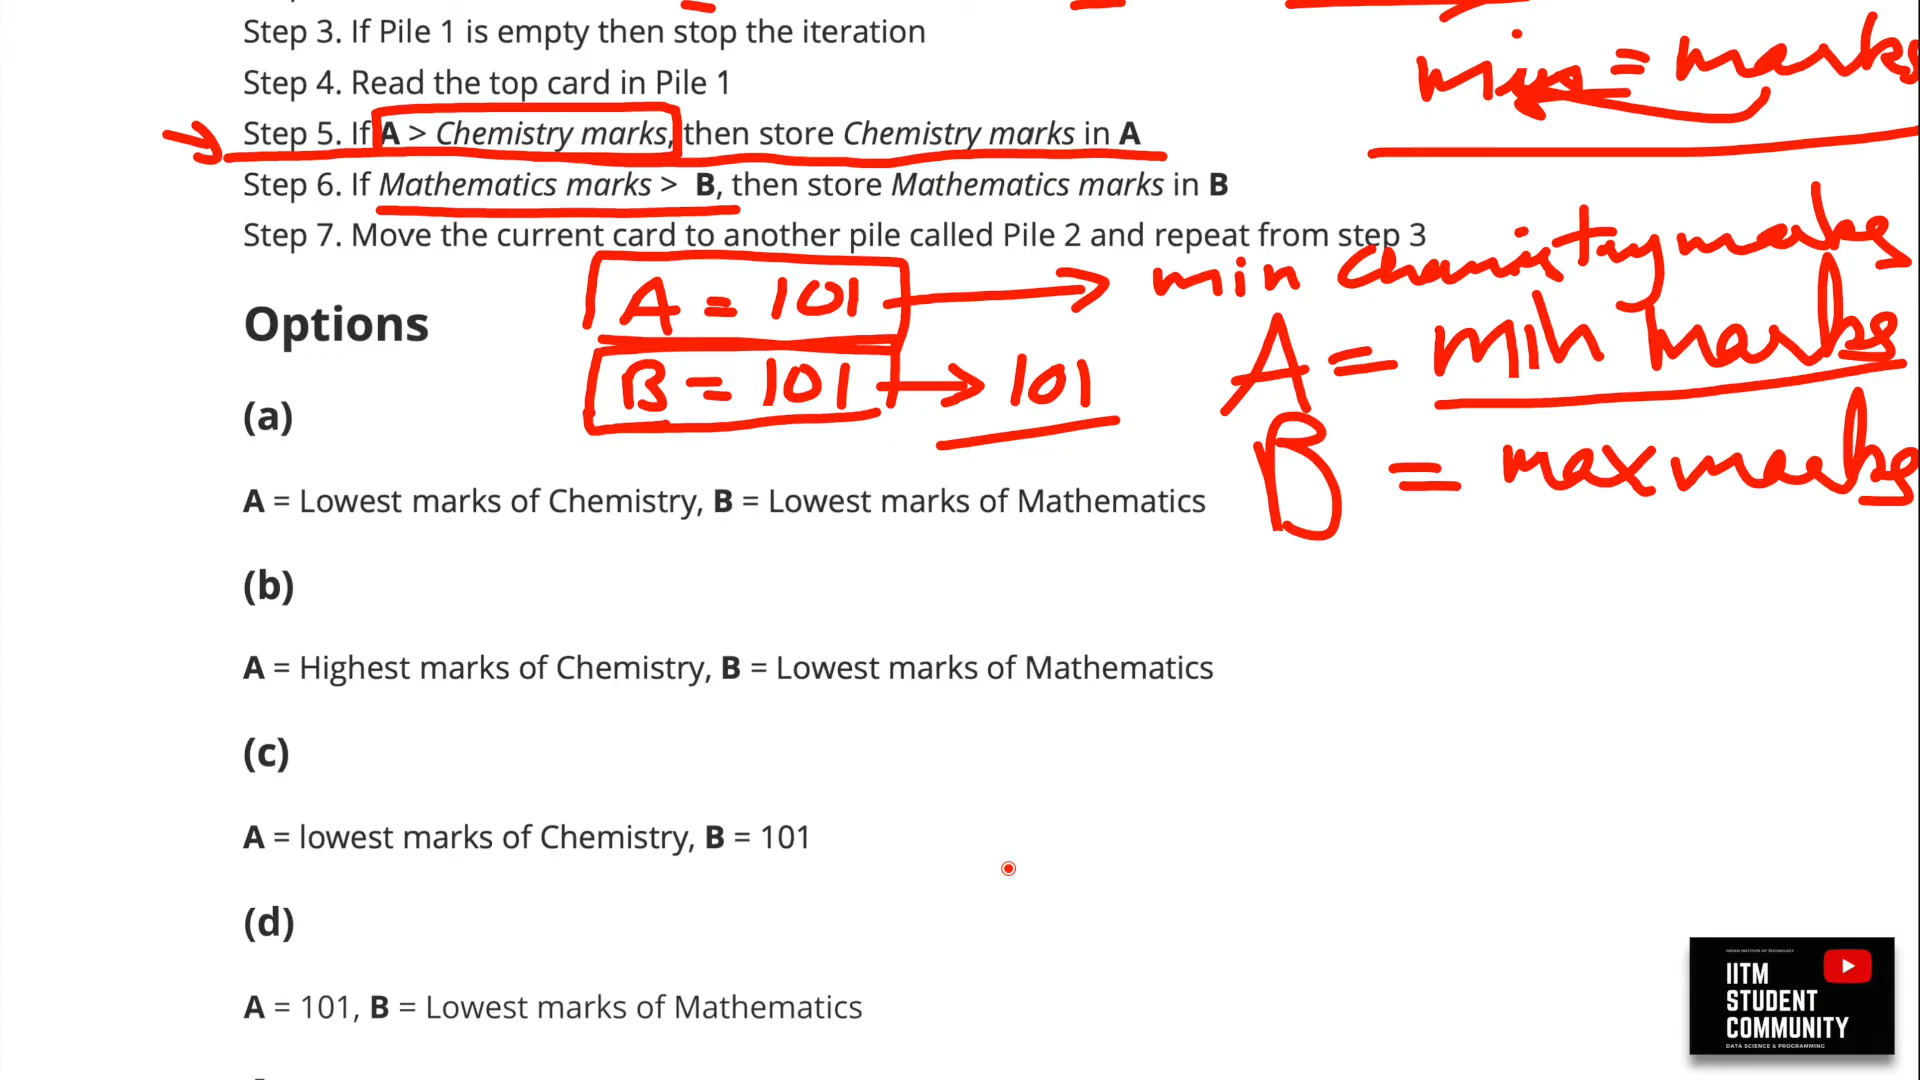 Step 3. If Pile 1 is empty then stop the iteration
min = marks
Step 4. Read the top card in Pile 1
Step 5. If A > Chemistry marks, then store Chemistry marks in A
Step 6. If Mathematics marks > B, then store Mathematics marks in B
Step 7. Move the current card to another pile called Pile 2 and repeat from step 3
A = 101
min Chemistry marks
Options
B = 101
101
A = min marks
(a)
B = max marks
A = Lowest marks of Chemistry, B = Lowest marks of Mathematics
(b)
A = Highest marks of Chemistry, B = Lowest marks of Mathematics
(c)
A = lowest marks of Chemistry, B = 101
(d)
A = 101, B = Lowest marks of Mathematics
IITM
STUDENT
COMMUNITY
DATA SCIENCE & PROGRAMMING